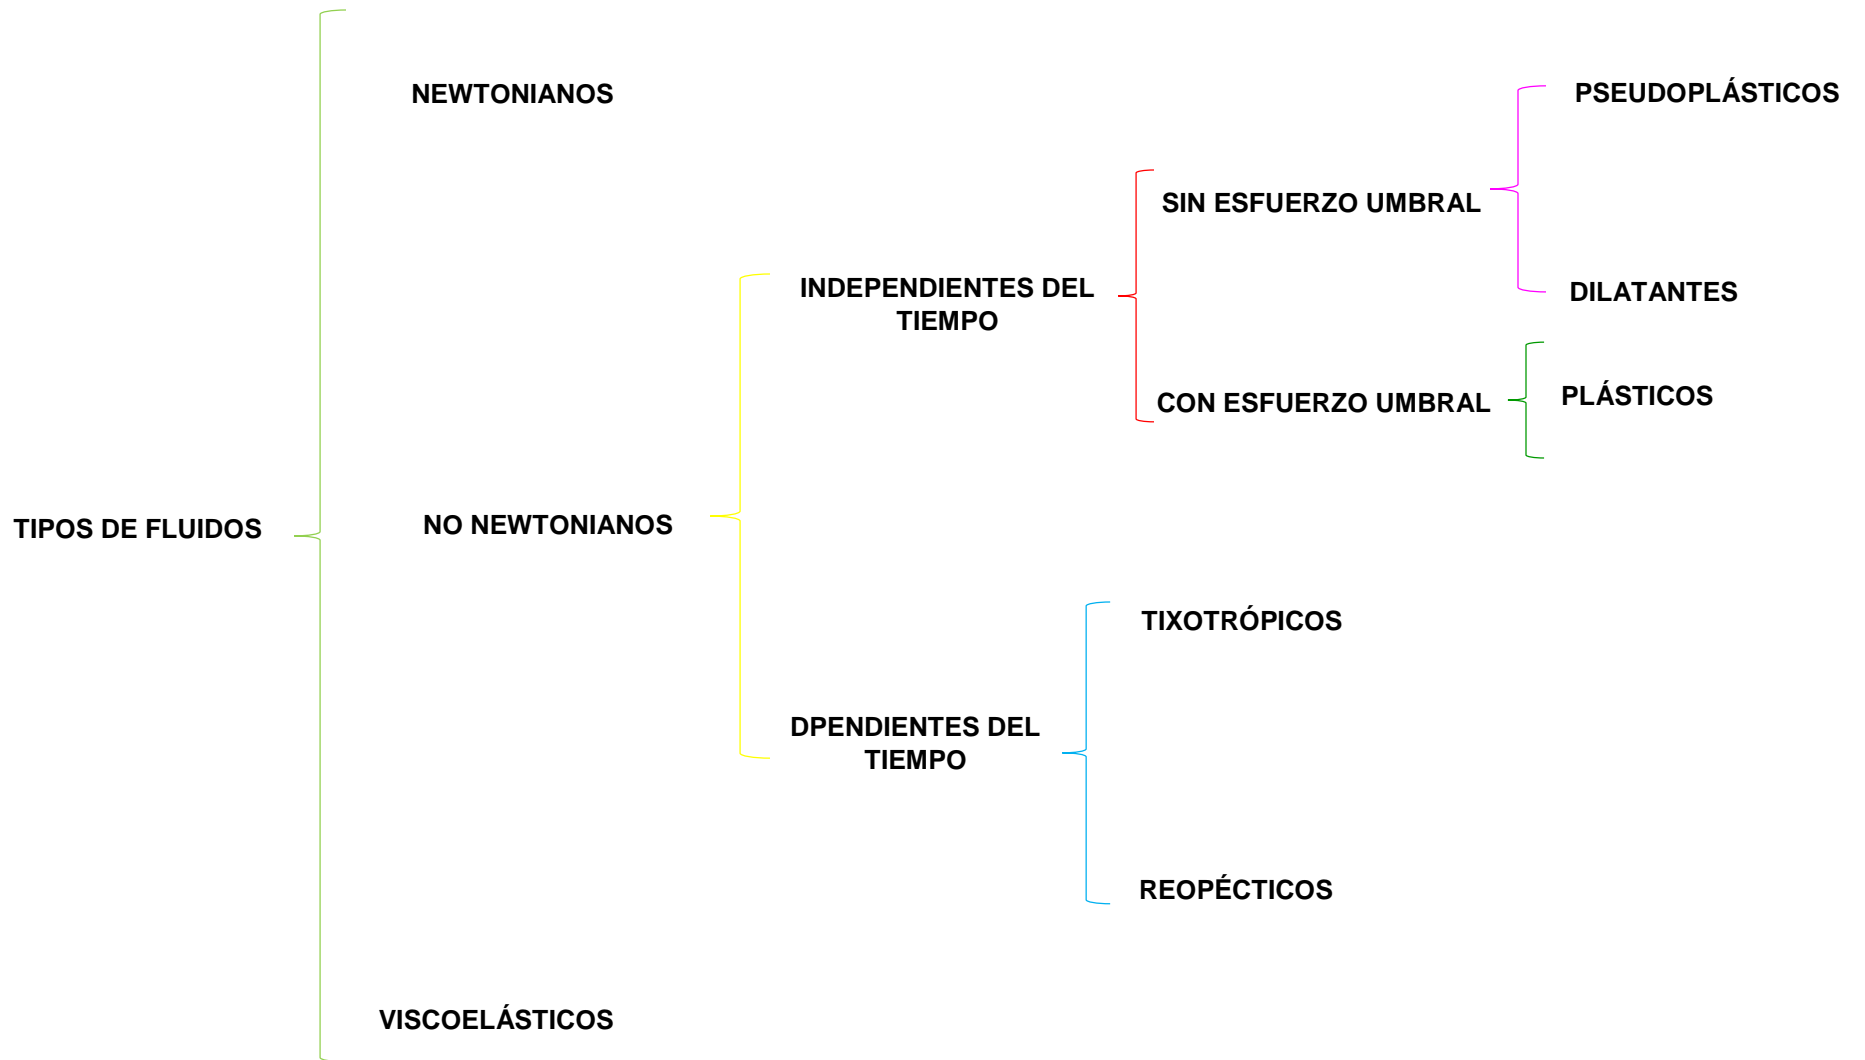 TIPOS DE FLUIDOS
NEWTONIANOS
NO NEWTONIANOS
INDEPENDIENTES DEL
TIEMPO
SIN ESFUERZO UMBRAL
PSEUDOPLÁSTICOS
DILATANTES
CON ESFUERZO UMBRAL
PLÁSTICOS
DPENDIENTES DEL
TIEMPO
TIXOTRÓPICOS
REOPÉCTICOS
VISCOELÁSTICOS